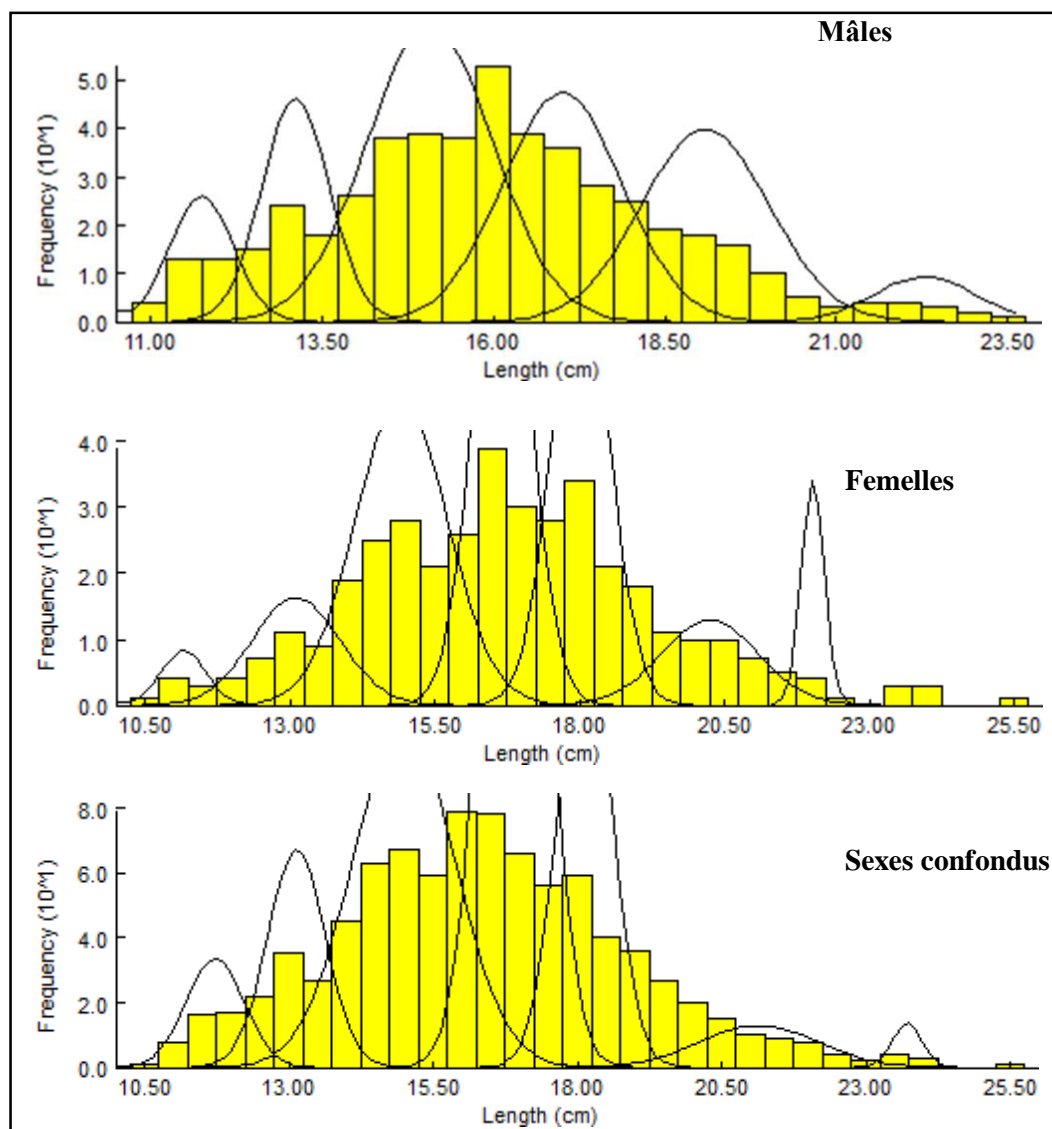 Mâles
Frequency (10^1)
5.0
4.0
3.0
2.0
1.0
0.0
11.00 13.50 16.00 18.50 21.00 23.50
Length (cm)
Femelles
Frequency (10^1)
4.0
3.0
2.0
1.0
0.0
10.50 13.00 15.50 18.00 20.50 23.00 25.50
Length (cm)
Sexes confondus
Frequency (10^1)
8.0
6.0
4.0
2.0
0.0
10.50 13.00 15.50 18.00 20.50 23.00 25.50
Length (cm)